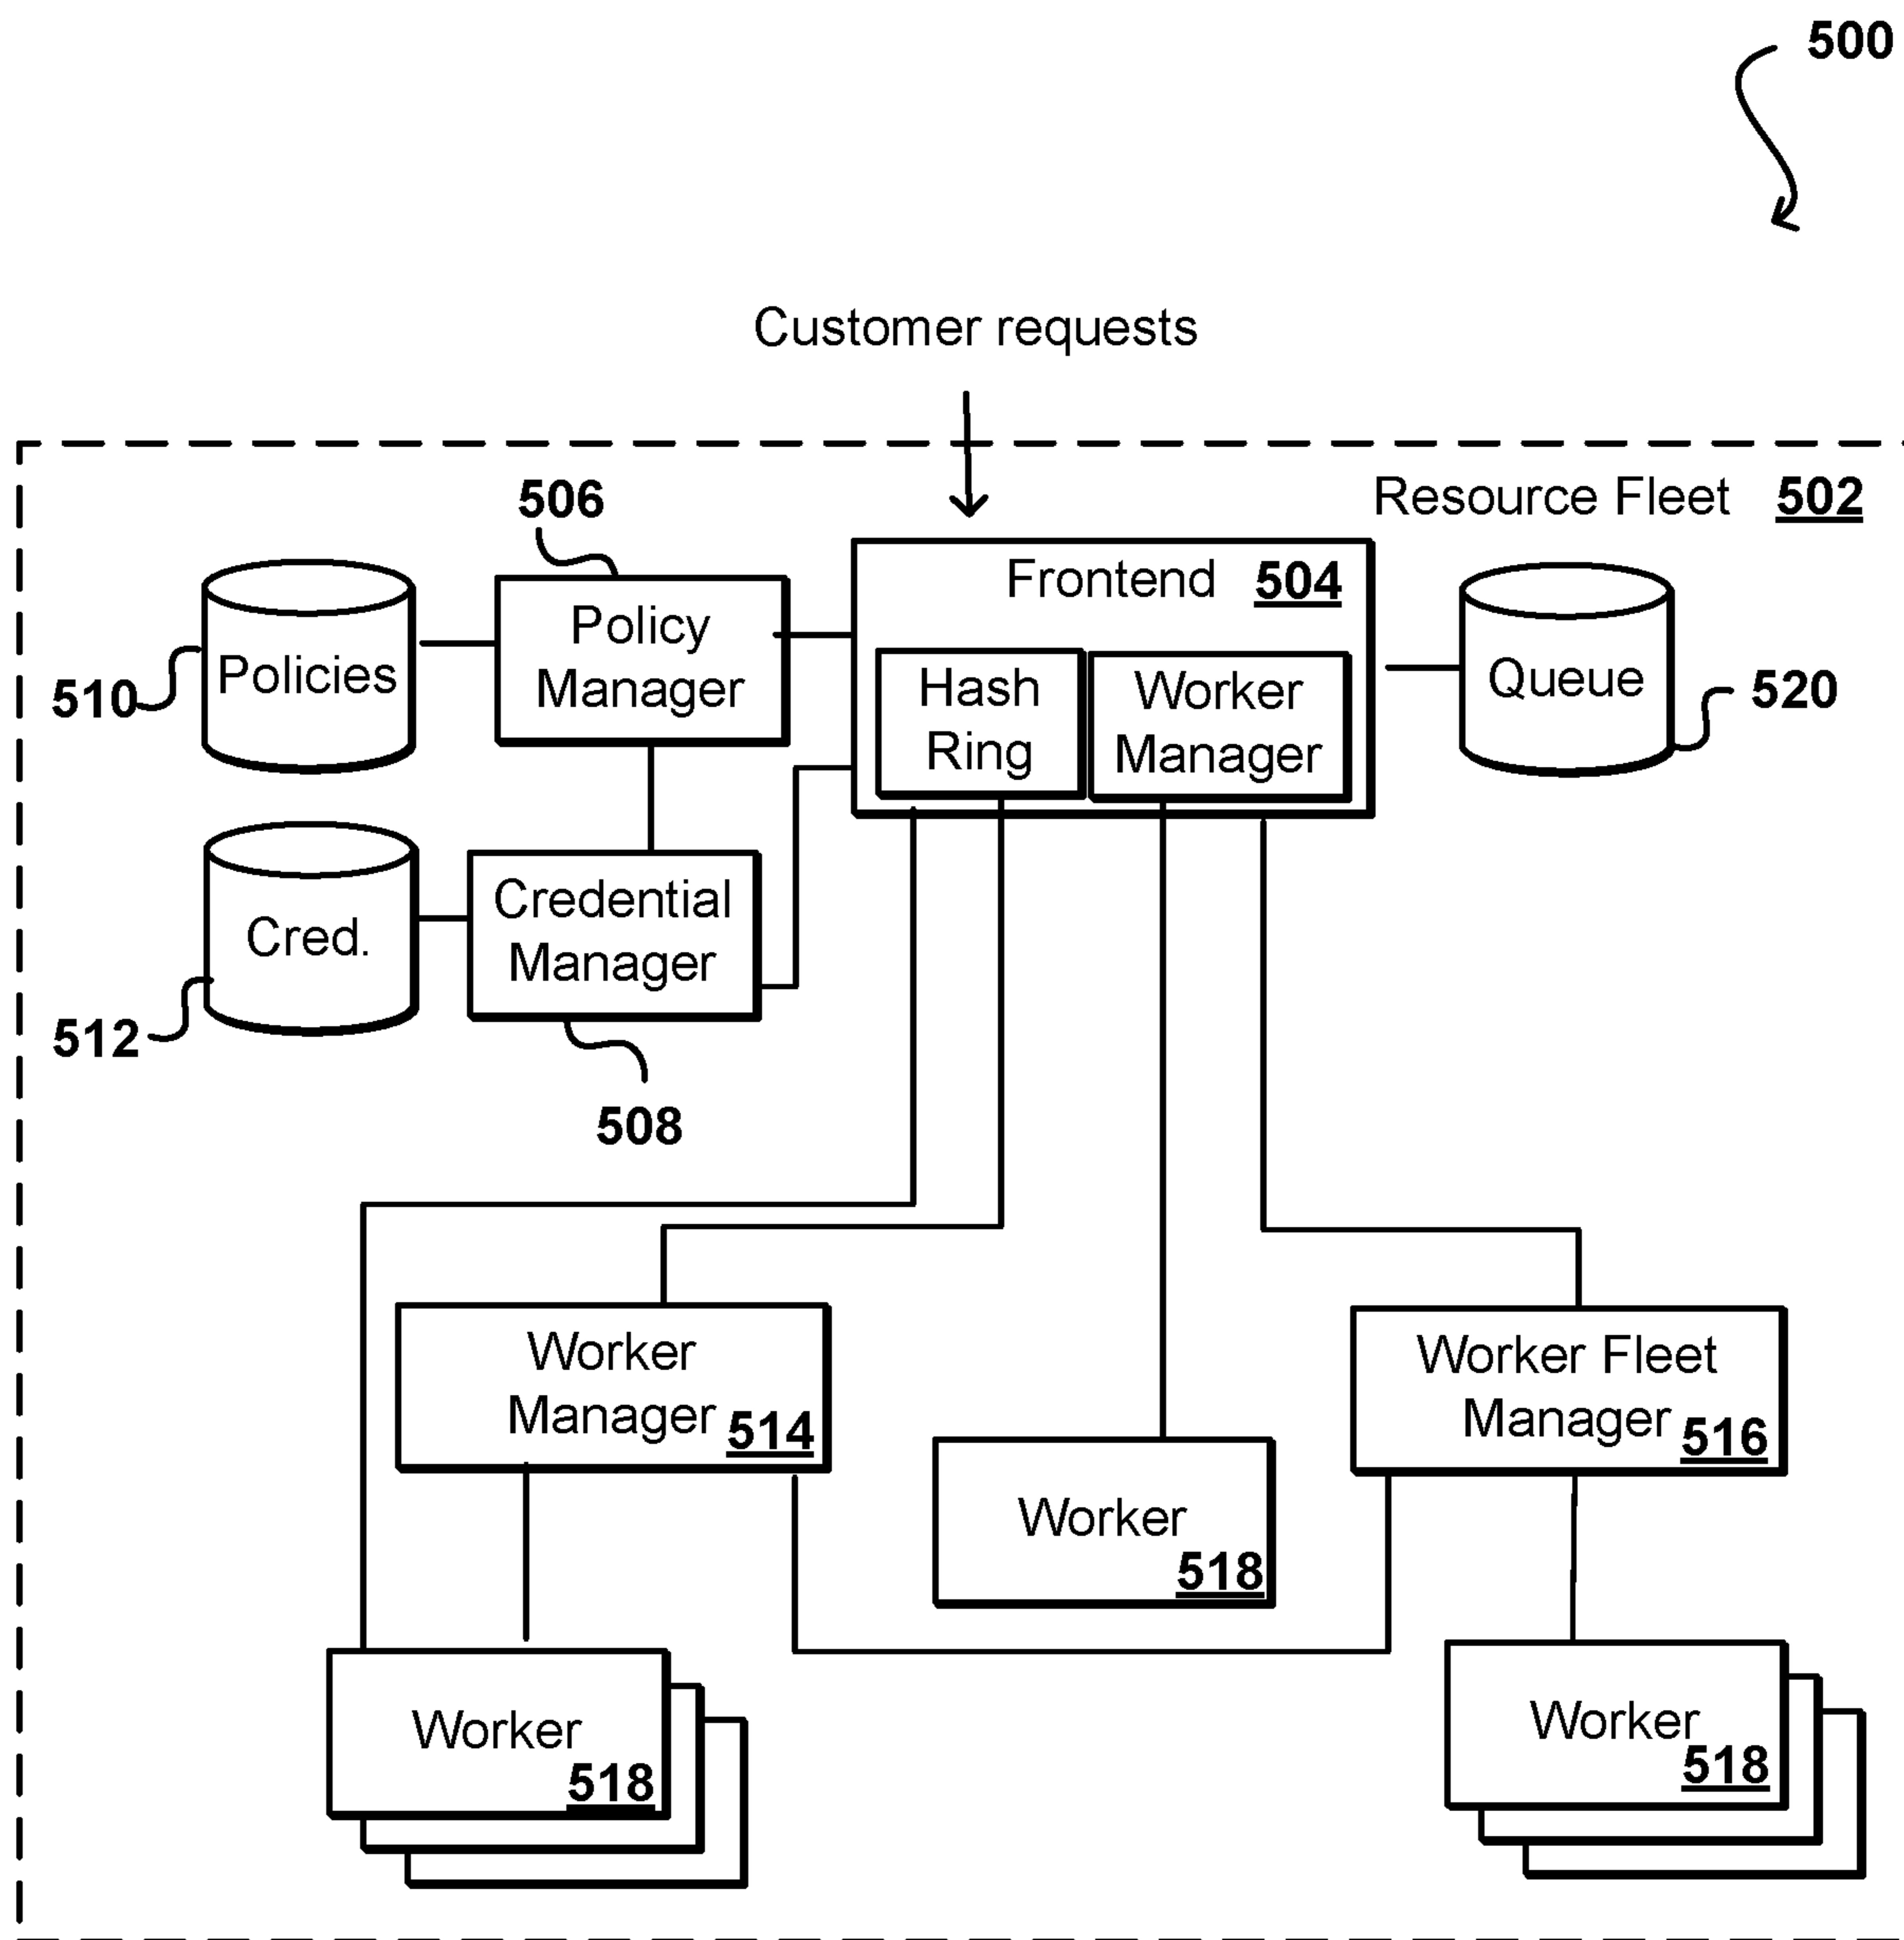 500
Customer requests
Resource Fleet 502
506
Frontend 504
Policy
Manager
Policies
510
Hash
Ring
Worker
Manager
Queue
520
Credential
Manager
Cred.
512
508
Worker
Manager 514
Worker Fleet
Manager 516
Worker
518
Worker
518
Worker
518